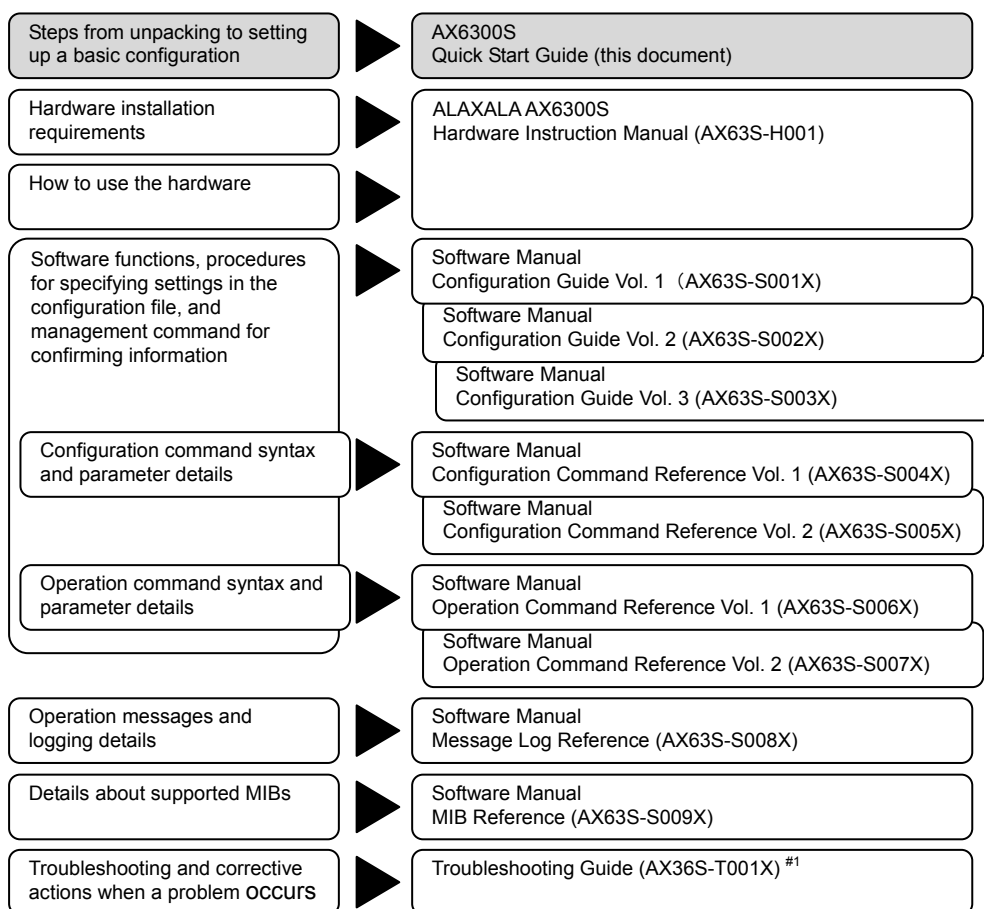 Steps from unpacking to setting
up a basic configuration
AX6300S
Quick Start Guide (this document)
Hardware installation
requirements
ALAXALA AX6300S
Hardware Instruction Manual (AX63S-H001)
How to use the hardware
Software functions, procedures
for specifying settings in the
configuration file, and
management command for
confirming information
Software Manual
Configuration Guide Vol. 1（AX63S-S001X)
Software Manual
Configuration Guide Vol. 2 (AX63S-S002X)
Software Manual
Configuration Guide Vol. 3 (AX63S-S003X)
Configuration command syntax
and parameter details
Software Manual
Configuration Command Reference Vol. 1 (AX63S-S004X)
Software Manual
Configuration Command Reference Vol. 2 (AX63S-S005X)
Operation command syntax and
parameter details
Software Manual
Operation Command Reference Vol. 1 (AX63S-S006X)
Software Manual
Operation Command Reference Vol. 2 (AX63S-S007X)
Operation messages and
logging details
Software Manual
Message Log Reference (AX63S-S008X)
Details about supported MIBs
Software Manual
MIB Reference (AX63S-S009X)
Troubleshooting and corrective
actions when a problem occurs
Troubleshooting Guide (AX36S-T001X) #1